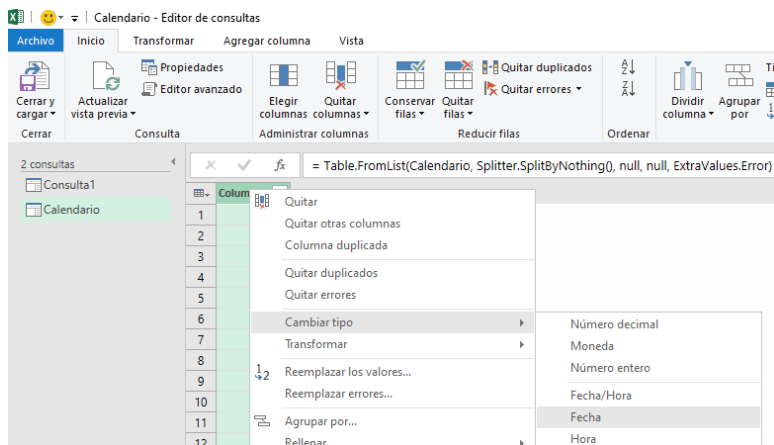 Calendario - Editor de consultas
Archivo Inicio Transformar Agregar columna Vista
Cerrar y cargar
Actualizar vista previa
Propiedades
Editor avanzado
Elegir columnas
Quitar columnas
Conservar filas
Quitar filas
Quitar duplicados
Quitar errores
Dividir columna
Agrupar por
Cerrar Consulta Administrar columnas Reducir filas Ordenar
2 consultas
Consulta1
Calendario
fx = Table.FromList(Calendario, Splitter.SplitByNothing(), null, null, ExtraValues.Error)
Colum
1
2
3
4
5
6
7
8
9
10
11
12
Quitar
Quitar otras columnas
Columna duplicada
Quitar duplicados
Quitar errores
Cambiar tipo
Transformar
Reemplazar los valores...
Reemplazar errores...
Agrupar por...
Rellenar
Número decimal
Moneda
Número entero
Fecha/Hora
Fecha
Hora